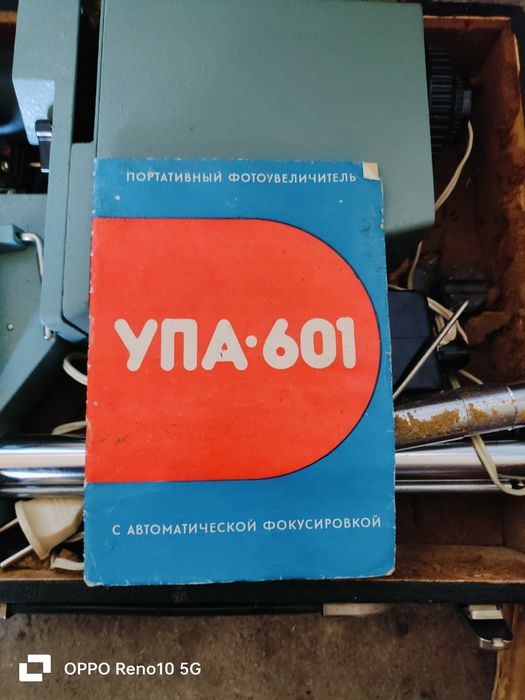 ПОРТАТИВНЫЙ ФОТОУВЕЛИЧИТЕЛЬ
УПА·601
С АВТОМАТИЧЕСКОЙ ФОКУСИРОВКОЙ
OPPO Reno10 5G